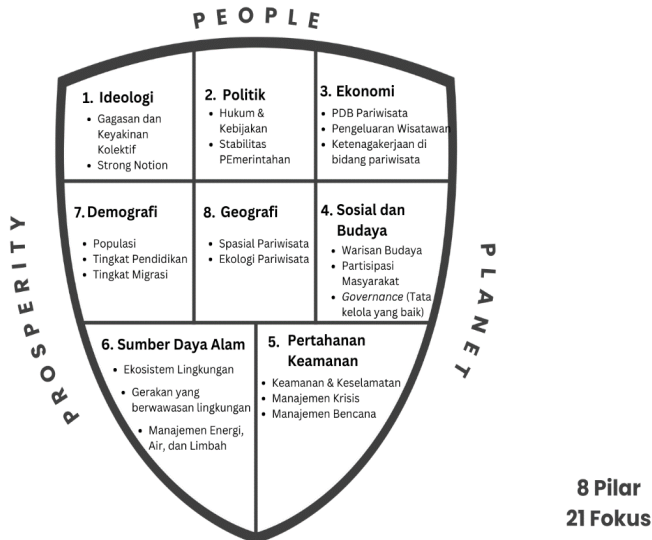 PEOPLE
1. Ideologi
• Gagasan dan
Keyakinan
Kolektif
• Strong Notion
2. Politik
• Hukum &
Kebijakan
• Stabilitas
PEmerintahan
3. Ekonomi
• PDB Pariwisata
• Pengeluaran Wisatawan
• Ketenagakerjaan di
bidang pariwisata
7. Demografi
• Populasi
• Tingkat Pendidikan
• Tingkat Migrasi
8. Geografi
• Spasial Pariwisata
• Ekologi Pariwisata
4. Sosial dan
Budaya
• Warisan Budaya
• Partisipasi
Masyarakat
• Governance (Tata
kelola yang baik)
6. Sumber Daya Alam
• Ekosistem Lingkungan
• Gerakan yang
berwawasan lingkungan
• Manajemen Energi,
Air, dan Limbah
5. Pertahanan
Keamanan
• Keamanan & Keselamatan
• Manajemen Krisis
• Manajemen Bencana
PROSPERITY
PLANET
8 Pilar
21 Fokus